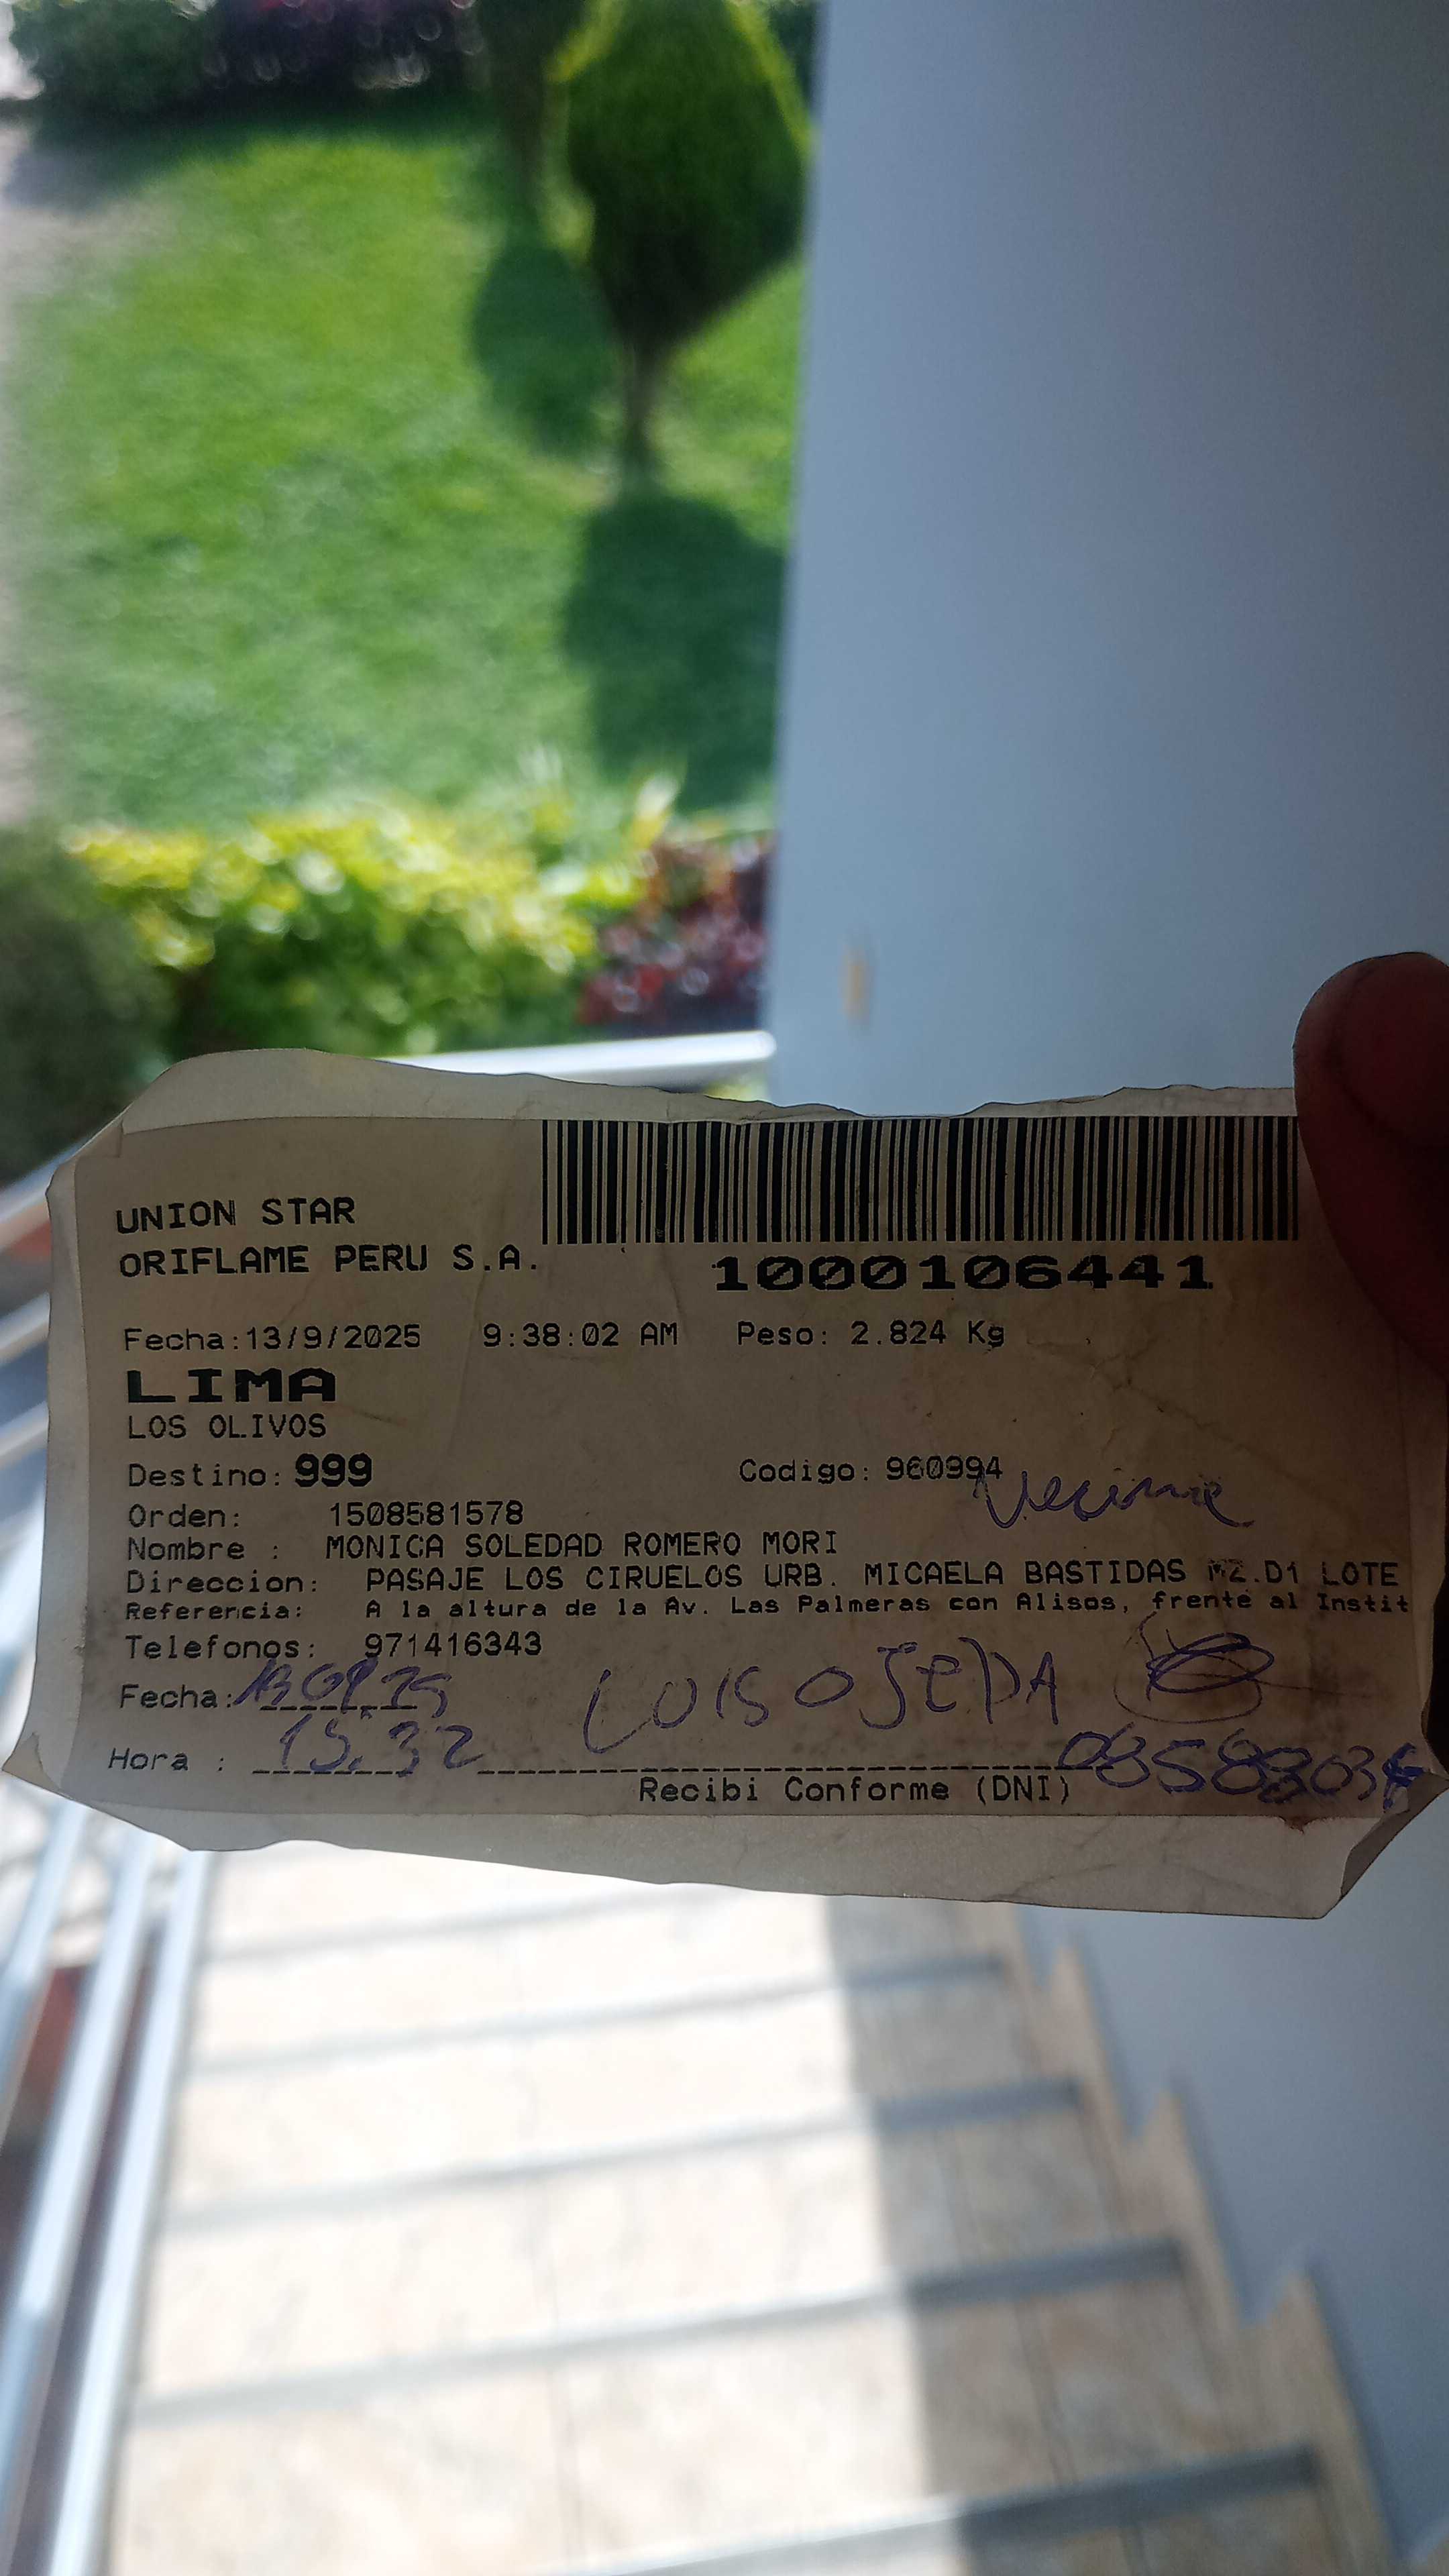 UNION STAR
ORIFLAME PERU S.A.
1000106441
Fecha:13/9/2025 9:38:02 AM Peso: 2.824 Kg
LIMA
LOS OLIVOS
Destino: 999 Codigo: 960994
Orden: 1508581578
Nombre : MONICA SOLEDAD ROMERO MORI
Direccion: PASAJE LOS CIRUELOS URB. MICAELA BASTIDAS MZ.D1 LOTE
Referencia: A la altura de la Av. Las Palmeras con Alisos, frente al Instit
Telefonos: 971416343
Fecha: LUIS OJEDA
Hora : 15.32
Recibi Conforme (DNI)